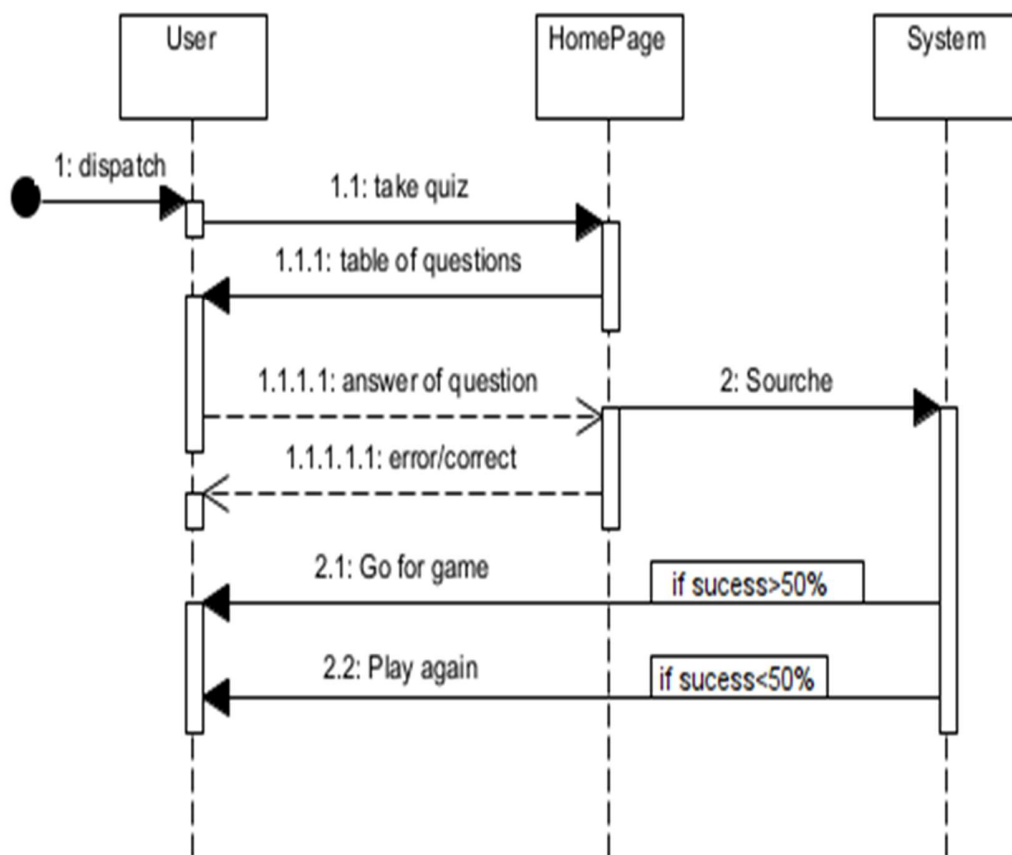 User
HomePage
System
1: dispatch
1.1: take quiz
1.1.1: table of questions
1.1.1.1: answer of question
2: Sourche
1.1.1.1.1: error/correct
2.1: Go for game
if sucess>50%
2.2: Play again
if sucess<50%